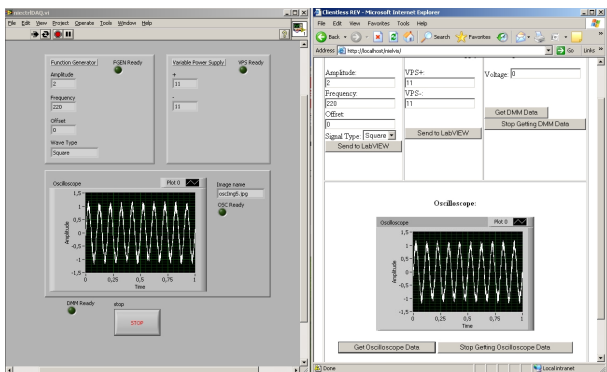 nielvisDAQ.vi
File Edit View Project Operate Tools Window Help
Function Generator FGEN Ready
Amplitude
2
Frequency
220
Offset
0
Wave Type
Square
Variable Power Supply VPS Ready
+
11
-
11
Oscilloscope Plot 0
1,5
1
0,5
0
-0,5
-1
-1,5
Amplitude
0 0,25 0,5 0,75 1
Time
Image name
oscImg6.jpg
OSC Ready
DMM Ready stop
STOP
Clientless REV - Microsoft Internet Explorer
File Edit View Favorites Tools Help
Back Search Favorites
Address http://localhost/nielvis/ Go Links »
Amplitude:
2
Frequency:
220
Offset:
0
Signal Type: Square
Send to LabVIEW
VPS+:
11
VPS-:
11
Send to LabVIEW
Voltage: 0
Get DMM Data
Stop Getting DMM Data
Oscilloscope:
Oscilloscope Plot 0
1,5
1
0,5
0
-0,5
-1
-1,5
Amplitude
0 0,25 0,5 0,75 1
Time
Get Oscilloscope Data Stop Getting Oscilloscope Data
Done Local intranet